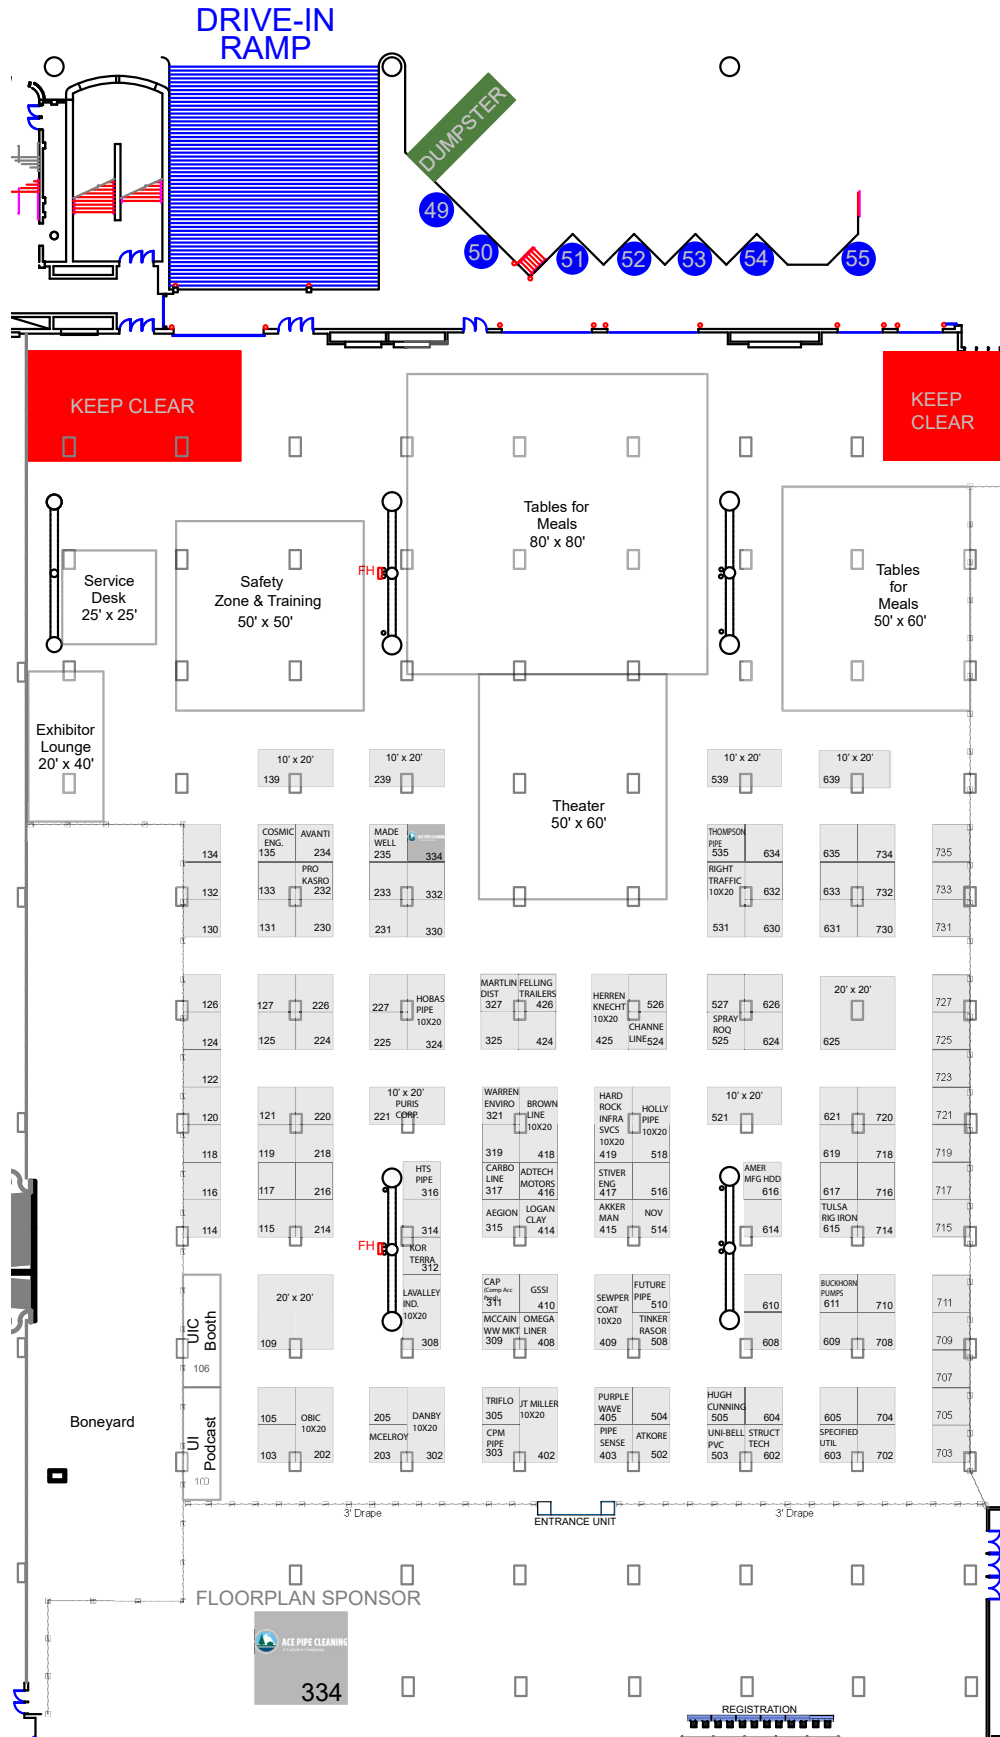 DRIVE-IN
RAMP
DUMPSTER
49
50
51
52
53
54
55
KEEP CLEAR
KEEP
CLEAR
Tables for
Meals
80' x 80'
FH
Service
Desk
25' x 25'
Safety
Zone & Training
50' x 50'
Tables
for
Meals
50' x 60'
Exhibitor
Lounge
20' x 40'
Theater
50' x 60'
10' x 20'
139
10' x 20'
239
10' x 20'
539
10' x 20'
639
134
132
130
COSMIC
ENG.
135
AVANTI
234
133
PRO
KASRO
232
131
230
MADE
WELL
235
334
233
332
231
330
THOMPSON
PIPE
535
634
RIGHT
TRAFFIC
10X20
632
531
630
635
734
633
732
631
730
735
733
731
126
124
122
120
118
116
114
127
226
125
224
227
HOBAS
PIPE
10X20
225
324
MARTLIN
DIST
327
FELLING
TRAILERS
426
325
424
HERREN
KNECHT
10X20
425
526
CHANNE
LINE
524
527
626
SPRAY
ROQ
525
624
20' x 20'
625
727
725
723
721
719
717
715
121
220
119
218
117
216
115
214
10' x 20'
PURIS
CORP.
221
HTS
PIPE
316
314
FH
KOR
TERRA
312
LAVALLEY
IND.
10X20
308
WARREN
ENVIRO
321
BROWN
LINE
10X20
319
418
CARBO
LINE
317
ADTECH
MOTORS
416
AEGION
315
LOGAN
CLAY
414
HARD
ROCK
INFRA
SVCS
10X20
419
HOLLY
PIPE
10X20
518
STIVER
ENG
417
516
AKKER
MAN
415
NOV
514
10' x 20'
521
AMER
MFG HDD
616
614
610
608
621
720
619
718
617
716
TULSA
RIG IRON
615
714
20' x 20'
109
CAP
(Comp Acc
311
GSSI
410
MCCAIN
WW MKT
309
OMEGA
LINER
408
SEWPER
COAT
10X20
409
FUTURE
PIPE
510
TINKER
RASOR
508
BUCKHORN
PUMPS
611
710
609
708
711
709
707
705
703
UIC
Booth
106
UI
Podcast
100
Boneyard
105
OBIC
10X20
103
202
205
DANBY
10X20
MCELROY
203
302
TRIFLO
305
JT MILLER
10X20
CPM
PIPE
303
402
PURPLE
WAVE
405
504
PIPE
SENSE
403
ATKORE
502
HUGH
CUNNING
505
604
UNI-BELL
PVC
503
STRUCT
TECH
602
605
704
SPECIFIED
UTIL
603
702
3' Drape
ENTRANCE UNIT
3' Drape
FLOORPLAN SPONSOR
ACE PIPE CLEANING
334
REGISTRATION